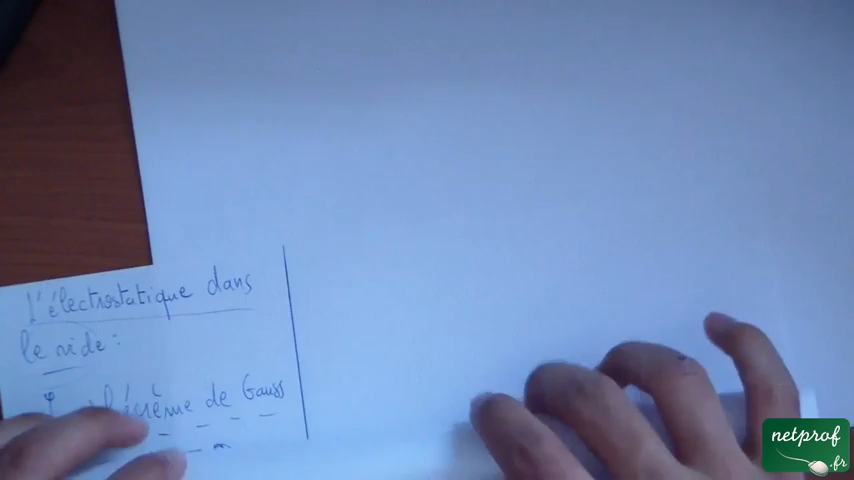 L'électrostatique dans
le vide :
de Gauss
netprof
.fr